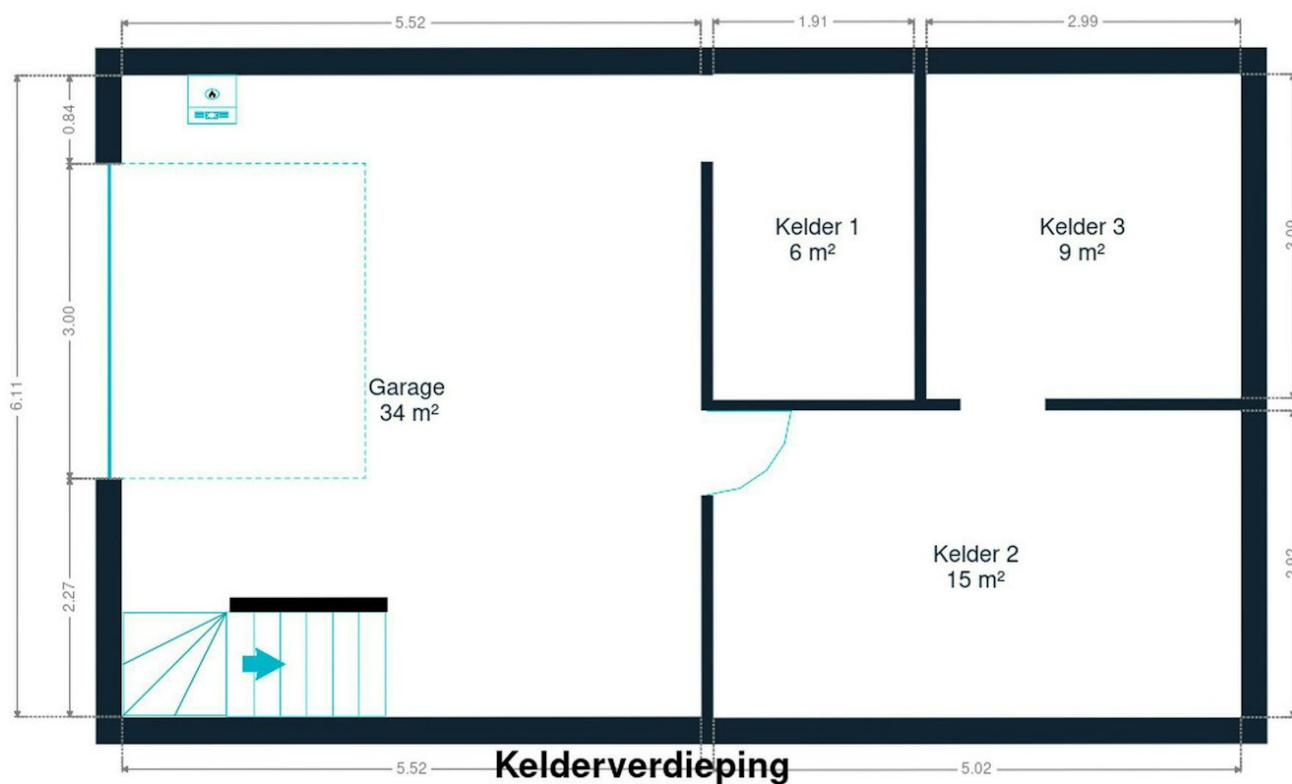 5.52
1.91
2.99
0.84
3.00
6.11
2.27
Kelder 1
6 m²
Kelder 3
9 m²
Garage
34 m²
Kelder 2
15 m²
5.52
Kelderverdieping
5.02